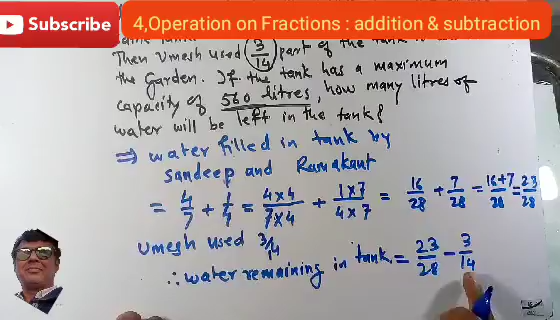 Subscribe
4,Operation on Fractions : addition & subtraction
Then Umesh used 3/14 part of the tank
the Garden. If the tank has a maximum
capacity of 560 litres, how many litres of
water will be left in the tank?
⇒ water filled in tank by
Sandeep and Ramakant
= 4/7 + 1/4 = 4×4/7×4 + 1×7/4×7 = 16/28 + 7/28 = 16+7/28 = 23/28
Umesh used 3/14
∴ water remaining in tank = 23/28 − 3/14